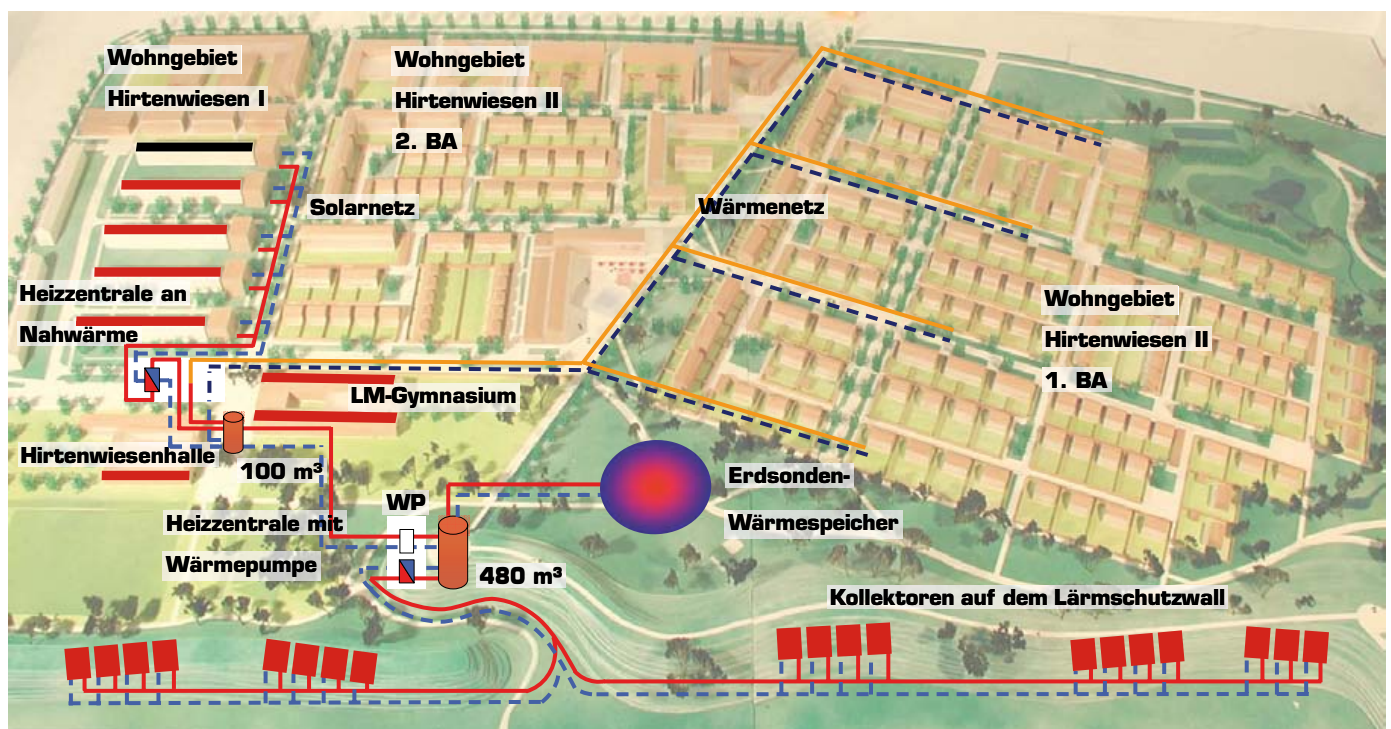 Wohngebiet
Hirtenwiesen I
Wohngebiet
Hirtenwiesen II
2. BA
Solarnetz
Wärmenetz
Heizzentrale an
Nahwärme
Wohngebiet
Hirtenwiesen II
1. BA
LM-Gymnasium
Hirtenwiesenhalle
100 m³
WP
Erdsonden-
Wärmespeicher
Heizzentrale mit
Wärmepumpe
480 m³
Kollektoren auf dem Lärmschutzwall